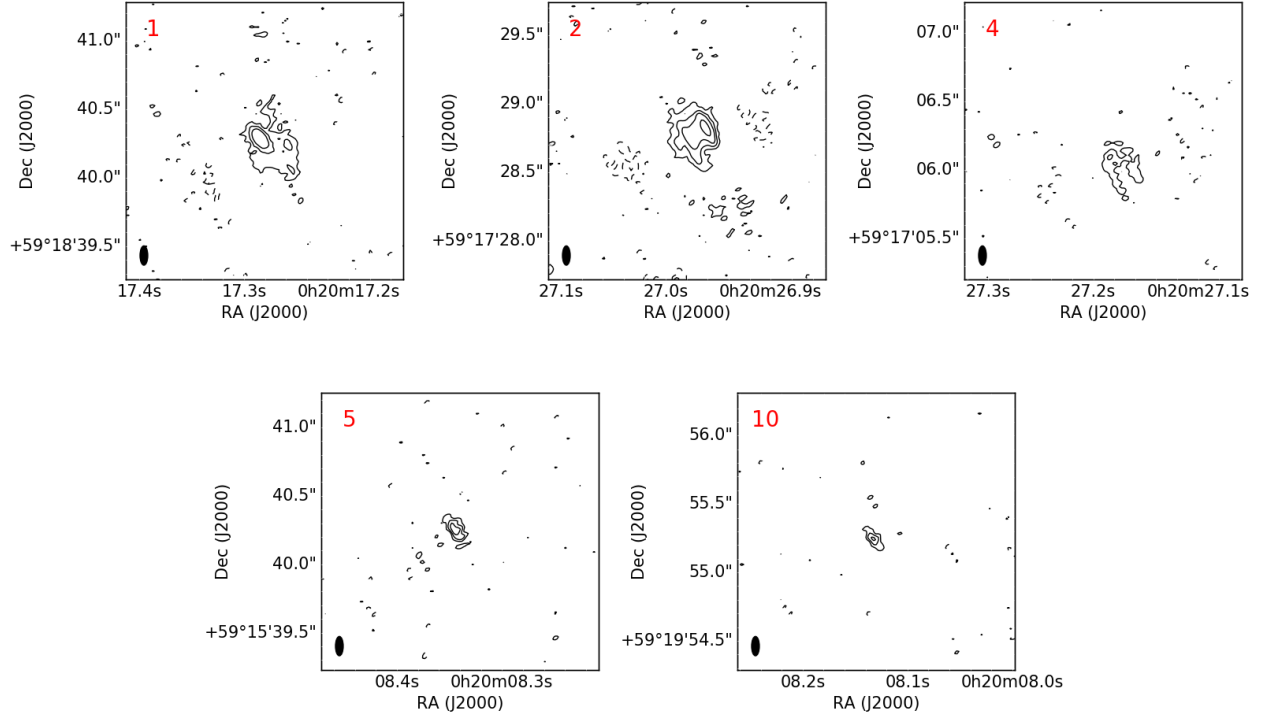 1
41.0"
40.5"
40.0"
+59°18'39.5"
Dec (J2000)
17.4s 17.3s 0h20m17.2s
RA (J2000)
2
29.5"
29.0"
28.5"
+59°17'28.0"
Dec (J2000)
27.1s 27.0s 0h20m26.9s
RA (J2000)
4
07.0"
06.5"
06.0"
+59°17'05.5"
Dec (J2000)
27.3s 27.2s 0h20m27.1s
RA (J2000)
5
41.0"
40.5"
40.0"
+59°15'39.5"
Dec (J2000)
08.4s 0h20m08.3s
RA (J2000)
10
56.0"
55.5"
55.0"
+59°19'54.5"
Dec (J2000)
08.2s 08.1s 0h20m08.0s
RA (J2000)